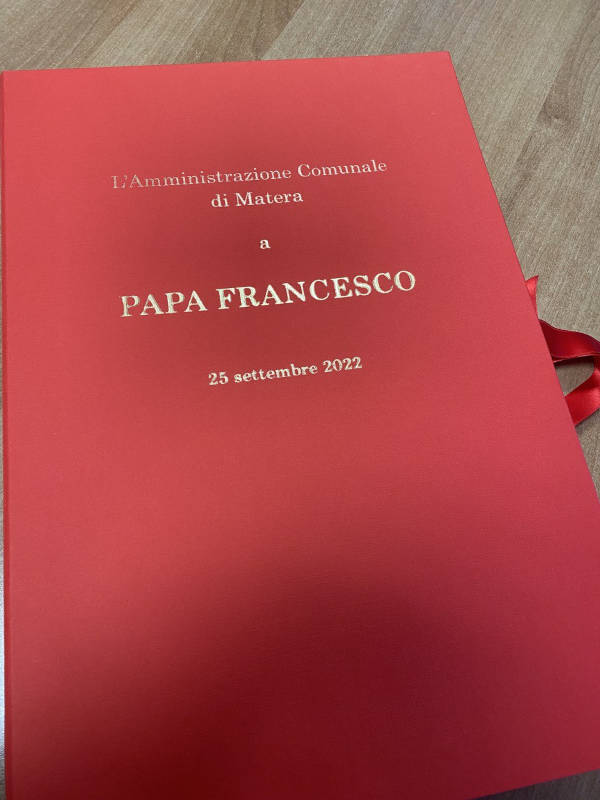 L'Amministrazione Comunale
di Matera
a
PAPA FRANCESCO
25 settembre 2022